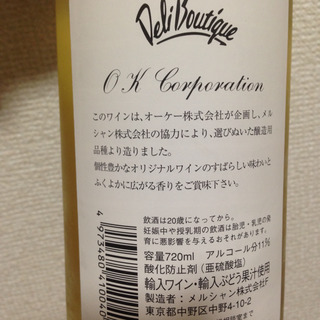 Deli Boutique
OK Corporation
このワインは、オーケー株式会社が企画し、メル
シャン株式会社の協力により、選びぬいた醸造用
品種より造りました。
個性豊かなオリジナルワインのすばらしい味わいと
ふくよかに広がる香りをご賞味下さい。
飲酒は20歳になってから。
妊娠中や授乳期の飲酒は胎児・乳児の発
育に悪影響を与えるおそれがあります。
容量720ml アルコール分11%
酸化防止剤（亜硫酸塩）
輸入ワイン・輸入ぶどう果汁使用
製造者：メルシャン株式会社F
東京都中野区中野4-10-2
4973480410040